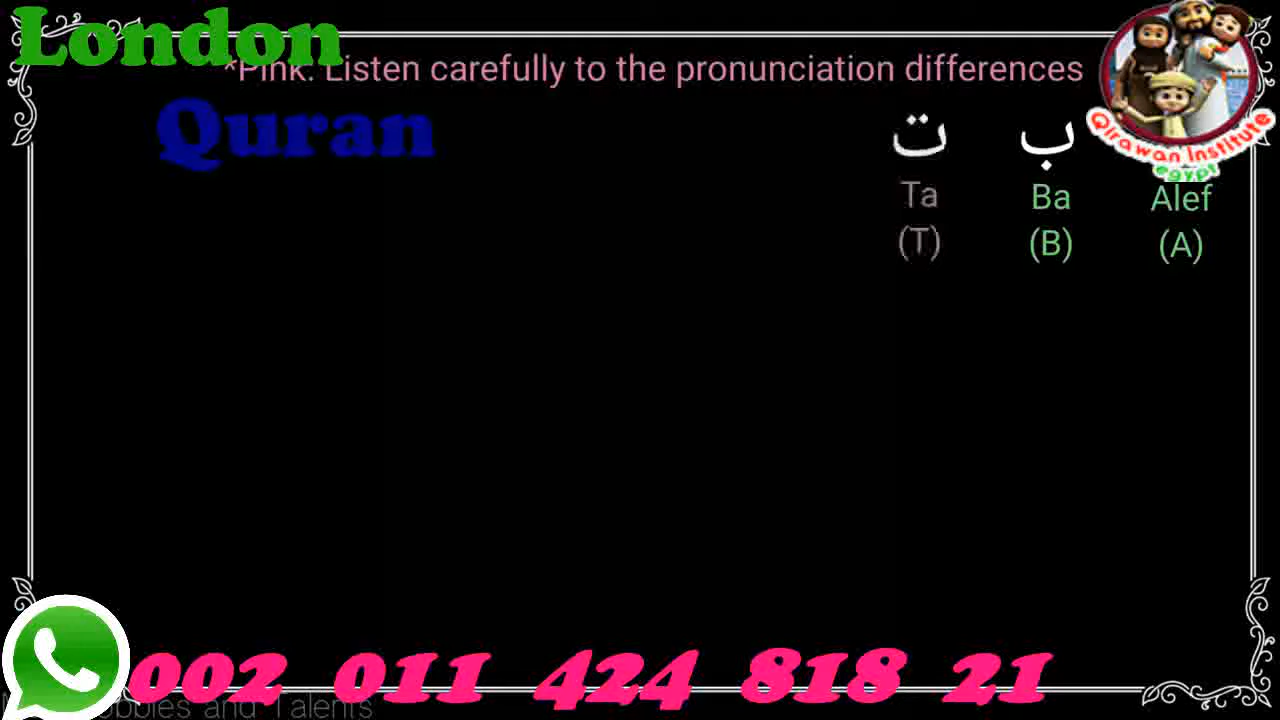 London
*Pink: Listen carefully to the pronunciation differences
Quran
ب ت
Ta Ba Alef
(T) (B) (A)
Qirawan Institute
egypt
002 011 424 818 21
and Talents